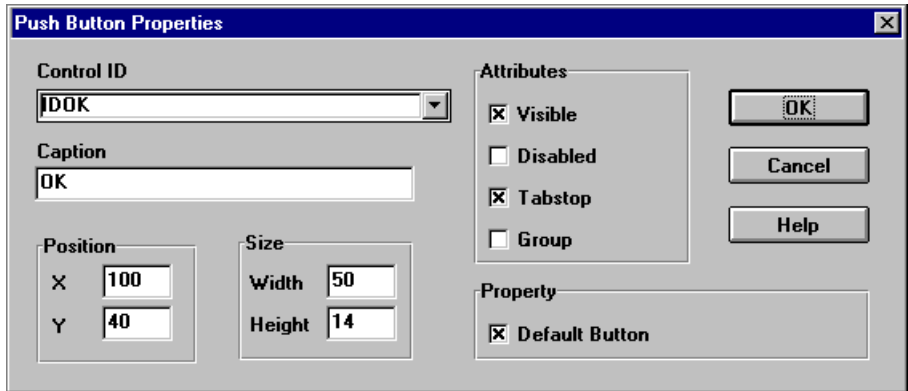 Push Button Properties
Control ID
IDOK
Caption
OK
Position
X 100
Y 40
Size
Width 50
Height 14
Attributes
Visible
Disabled
Tabstop
Group
Property
Default Button
OK
Cancel
Help